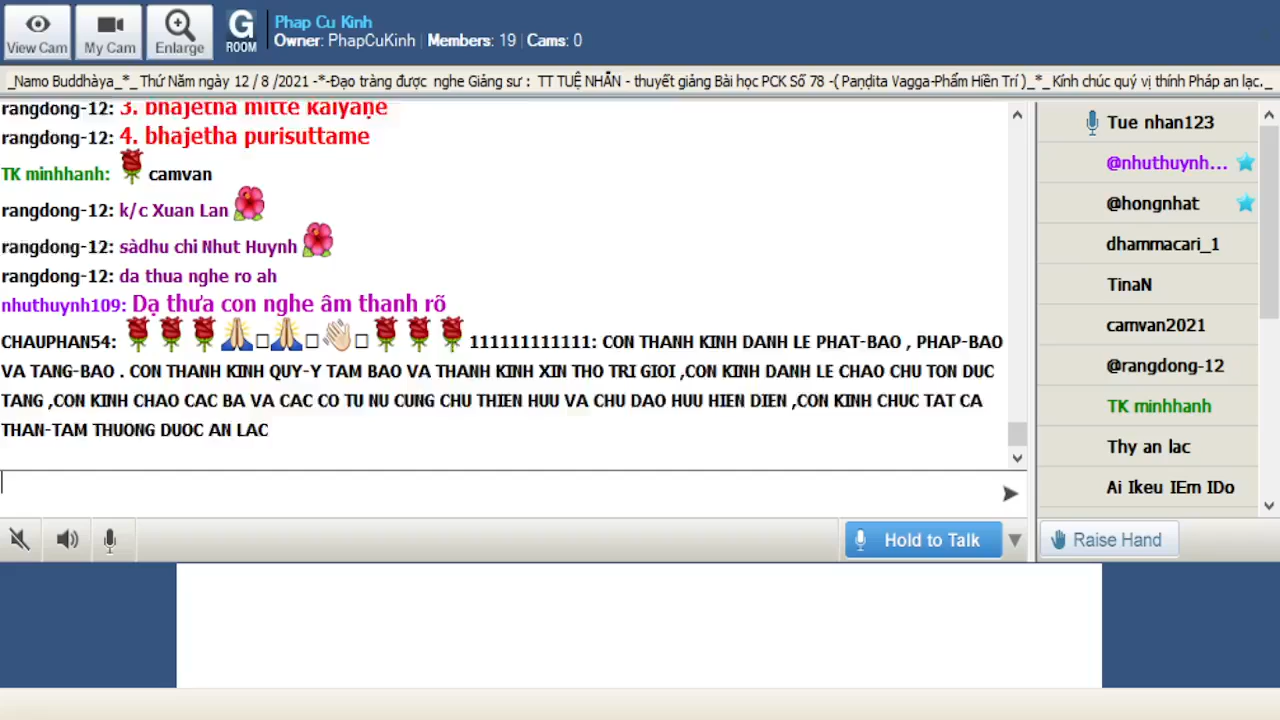 View Cam
My Cam
Enlarge
G
ROOM
Phap Cu Kinh
Owner: PhapCuKinh | Members: 19 | Cams: 0
_Namo Buddhàya_*_ Thứ Năm ngày 12 / 8 /2021 -*-Đạo tràng được nghe Giảng sư : TT TUỆ NHẪN - thuyết giảng Bài học PCK Số 78 -( Paṇḍita Vagga-Phẩm Hiền Trí )_*_ Kính chúc quý vị thính Pháp an lạc._
rangdong-12: 3. bhajetha mitte kalyāṇe
rangdong-12: 4. bhajetha purisuttame
TK minhhanh: camvan
rangdong-12: k/c Xuan Lan
rangdong-12: sàdhu chi Nhut Huynh
rangdong-12: da thua nghe ro ah
nhuthuynh109: Dạ thưa con nghe âm thanh rõ
CHAUPHAN54: 111111111111: CON THANH KINH DANH LE PHAT-BAO , PHAP-BAO
VA TANG-BAO . CON THANH KINH QUY-Y TAM BAO VA THANH KINH XIN THO TRI GIOI ,CON KINH DANH LE CHAO CHU TON DUC
TANG ,CON KINH CHAO CAC BA VA CAC CO TU NU CUNG CHU THIEN HUU VA CHU DAO HUU HIEN DIEN ,CON KINH CHUC TAT CA
THAN-TAM THUONG DUOC AN LAC
Hold to Talk
Tue nhan123
@nhuthuynh...
@hongnhat
dhammacari_1
TinaN
camvan2021
@rangdong-12
TK minhhanh
Thy an lac
Ai Ikeu IEm IDo
Raise Hand